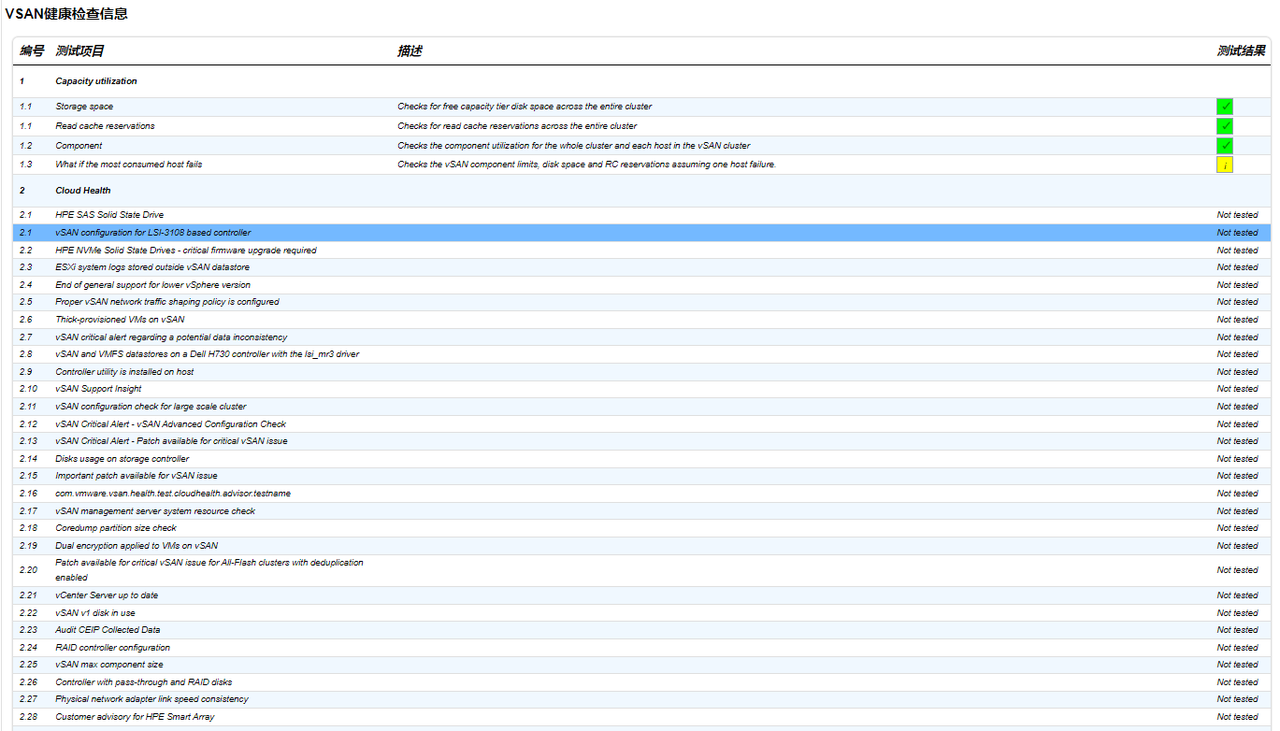 VSAN健康检查信息
编号 测试项目 描述 测试结果
1 Capacity utilization
1.1 Storage space Checks for free capacity tier disk space across the entire cluster ✓
1.1 Read cache reservations Checks for read cache reservations across the entire cluster ✓
1.2 Component Checks the component utilization for the whole cluster and each host in the vSAN cluster ✓
1.3 What if the most consumed host fails Checks the vSAN component limits, disk space and RC reservations assuming one host failure. i
2 Cloud Health
2.1 HPE SAS Solid State Drive Not tested
2.1 vSAN configuration for LSI-3108 based controller Not tested
2.2 HPE NVMe Solid State Drives - critical firmware upgrade required Not tested
2.3 ESXi system logs stored outside vSAN datastore Not tested
2.4 End of general support for lower vSphere version Not tested
2.5 Proper vSAN network traffic shaping policy is configured Not tested
2.6 Thick-provisioned VMs on vSAN Not tested
2.7 vSAN critical alert regarding a potential data inconsistency Not tested
2.8 vSAN and VMFS datastores on a Dell H730 controller with the lsi_mr3 driver Not tested
2.9 Controller utility is installed on host Not tested
2.10 vSAN Support Insight Not tested
2.11 vSAN configuration check for large scale cluster Not tested
2.12 vSAN Critical Alert - vSAN Advanced Configuration Check Not tested
2.13 vSAN Critical Alert - Patch available for critical vSAN issue Not tested
2.14 Disks usage on storage controller Not tested
2.15 Important patch available for vSAN issue Not tested
2.16 com.vmware.vsan.health.test.cloudhealth.advisor.testname Not tested
2.17 vSAN management server system resource check Not tested
2.18 Coredump partition size check Not tested
2.19 Dual encryption applied to VMs on vSAN Not tested
2.20 Patch available for critical vSAN issue for All-Flash clusters with deduplication
enabled Not tested
2.21 vCenter Server up to date Not tested
2.22 vSAN v1 disk in use Not tested
2.23 Audit CEIP Collected Data Not tested
2.24 RAID controller configuration Not tested
2.25 vSAN max component size Not tested
2.26 Controller with pass-through and RAID disks Not tested
2.27 Physical network adapter link speed consistency Not tested
2.28 Customer advisory for HPE Smart Array Not tested